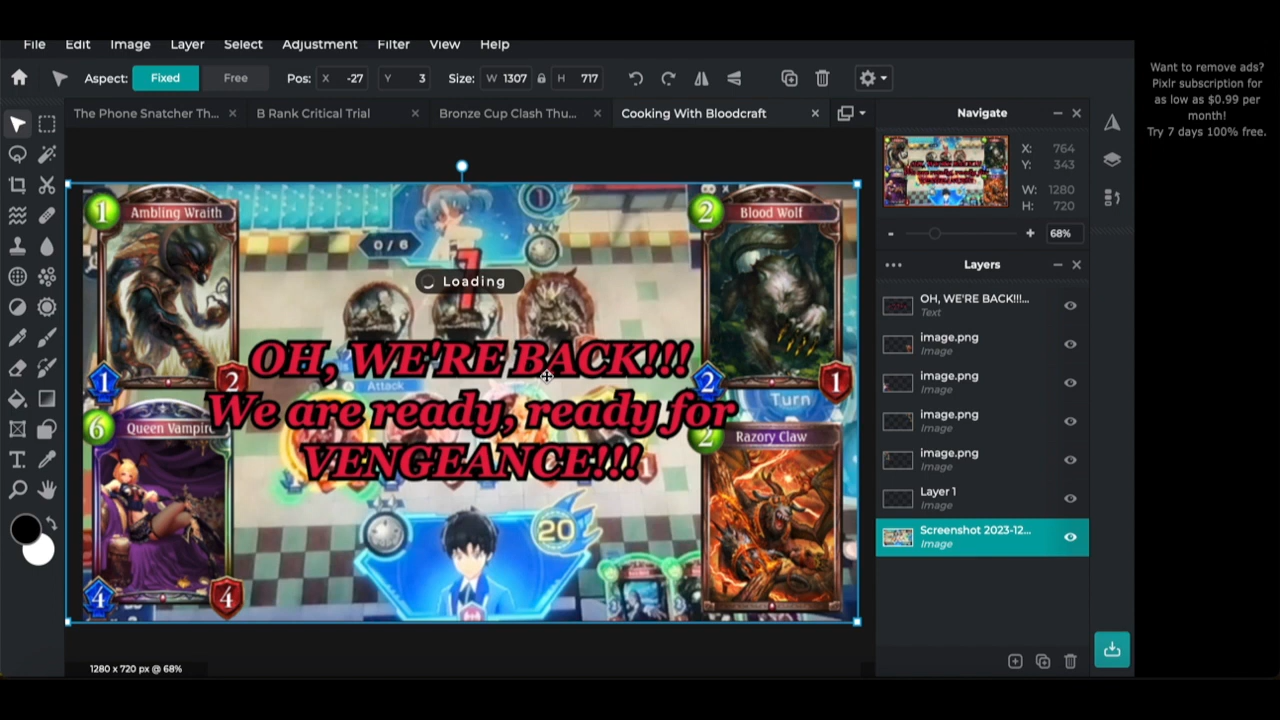 File Edit Image Layer Select Adjustment Filter View Help
Want to remove ads?
Pixlr subscription for
as low as $0.99 per
month!
Try 7 days 100% free.
Aspect: Fixed Free Pos: X -27 Y 3 Size: W 1307 H 717
The Phone Snatcher Th... B Rank Critical Trial Bronze Cup Clash Thu... Cooking With Bloodcraft
Navigate
X: 764
Y: 343
W: 1280
H: 720
- + 68%
Layers
OH, WE'RE BACK!!!...
Text
image.png
Image
image.png
Image
image.png
Image
image.png
Image
Layer 1
Image
Screenshot 2023-12...
Image
1 Ambling Wraith
1 2
2 Blood Wolf
2 1
0 / 6
1
7
Loading
OH, WE'RE BACK!!!
Attack
Turn
We are ready, ready for
VENGEANCE!!!
6 Queen Vampire
4 4
2 Razory Claw
1
20
T
1280 x 720 px @ 68%